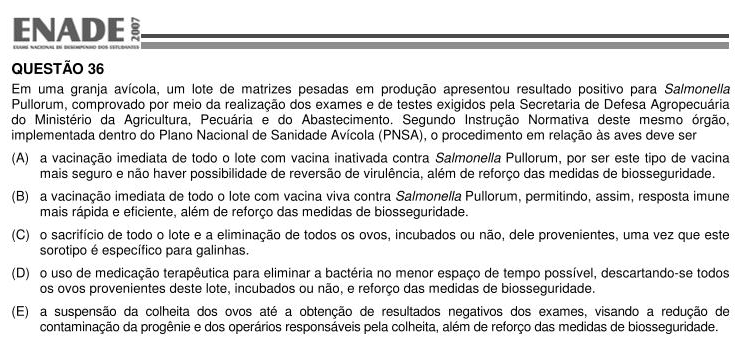 ENADE 2007
EXAME NACIONAL DE DESEMPENHO DOS ESTUDANTES
QUESTÃO 36
Em uma granja avícola, um lote de matrizes pesadas em produção apresentou resultado positivo para Salmonella
Pullorum, comprovado por meio da realização dos exames e de testes exigidos pela Secretaria de Defesa Agropecuária
do Ministério da Agricultura, Pecuária e do Abastecimento. Segundo Instrução Normativa deste mesmo órgão,
implementada dentro do Plano Nacional de Sanidade Avícola (PNSA), o procedimento em relação às aves deve ser
(A) a vacinação imediata de todo o lote com vacina inativada contra Salmonella Pullorum, por ser este tipo de vacina
mais seguro e não haver possibilidade de reversão de virulência, além de reforço das medidas de biosseguridade.
(B) a vacinação imediata de todo o lote com vacina viva contra Salmonella Pullorum, permitindo, assim, resposta imune
mais rápida e eficiente, além de reforço das medidas de biosseguridade.
(C) o sacrifício de todo o lote e a eliminação de todos os ovos, incubados ou não, dele provenientes, uma vez que este
sorotipo é específico para galinhas.
(D) o uso de medicação terapêutica para eliminar a bactéria no menor espaço de tempo possível, descartando-se todos
os ovos provenientes deste lote, incubados ou não, e reforço das medidas de biosseguridade.
(E) a suspensão da colheita dos ovos até a obtenção de resultados negativos dos exames, visando a redução de
contaminação da progênie e dos operários responsáveis pela colheita, além de reforço das medidas de biosseguridade.